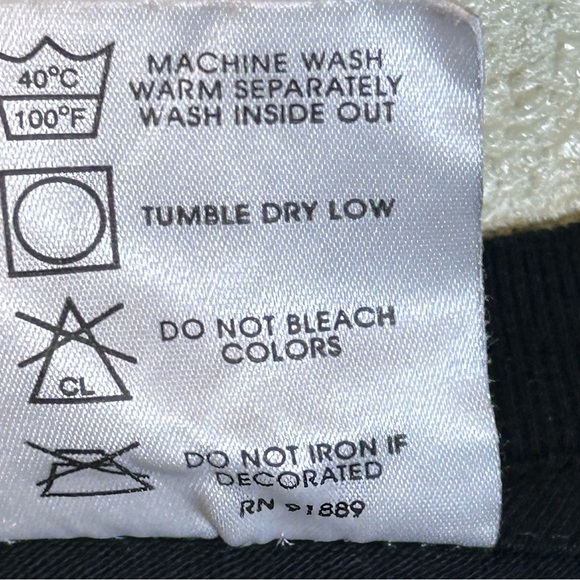 40°C
100°F
MACHINE WASH
WARM SEPARATELY
WASH INSIDE OUT
TUMBLE DRY LOW
CL
DO NOT BLEACH
COLORS
DO NOT IRON IF
DECORATED
RN 91889